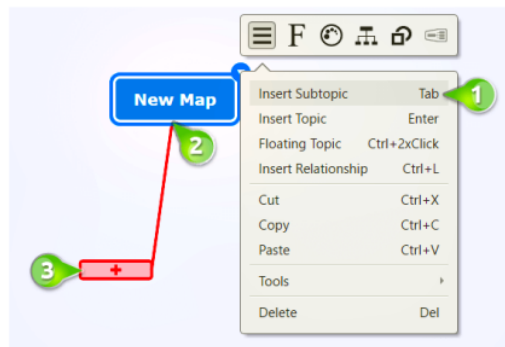 F
New Map
Insert Subtopic Tab
1
Insert Topic Enter
2
Floating Topic Ctrl+2xClick
Insert Relationship Ctrl+L
Cut Ctrl+X
Copy Ctrl+C
Paste Ctrl+V
3
+
Tools
Delete Del